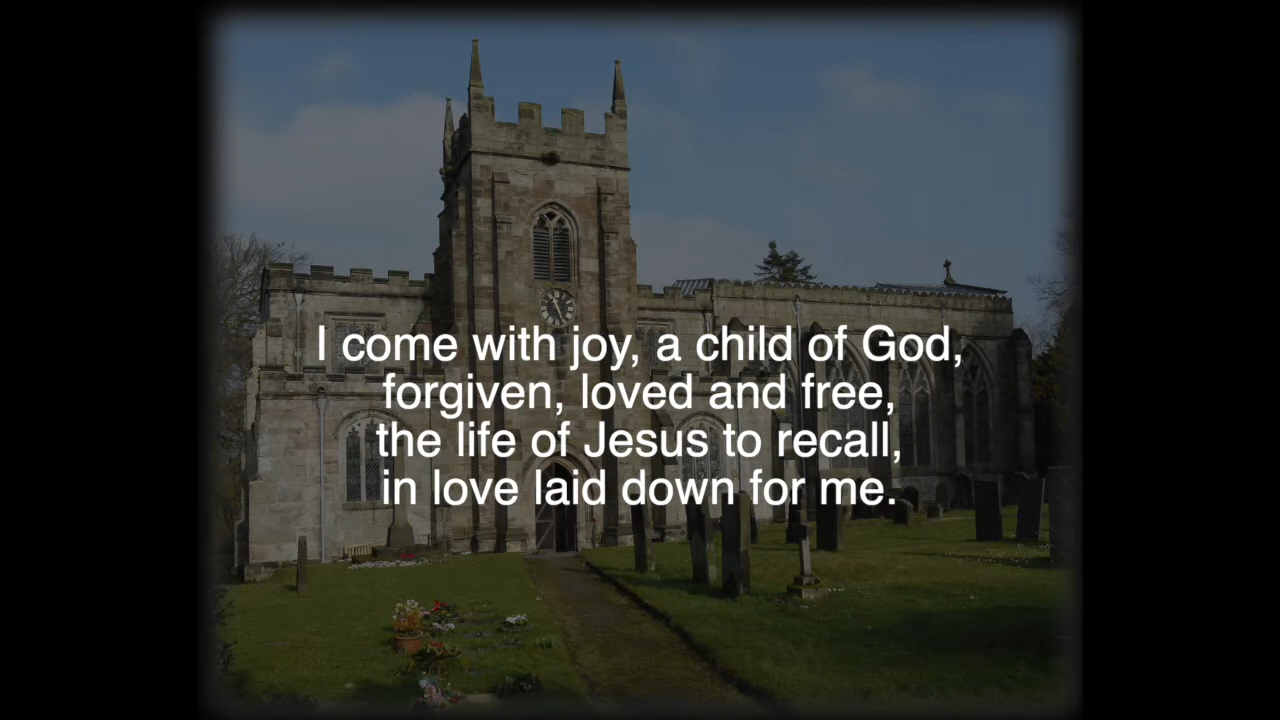 I come with joy, a child of God,
forgiven, loved and free,
the life of Jesus to recall,
in love laid down for me.